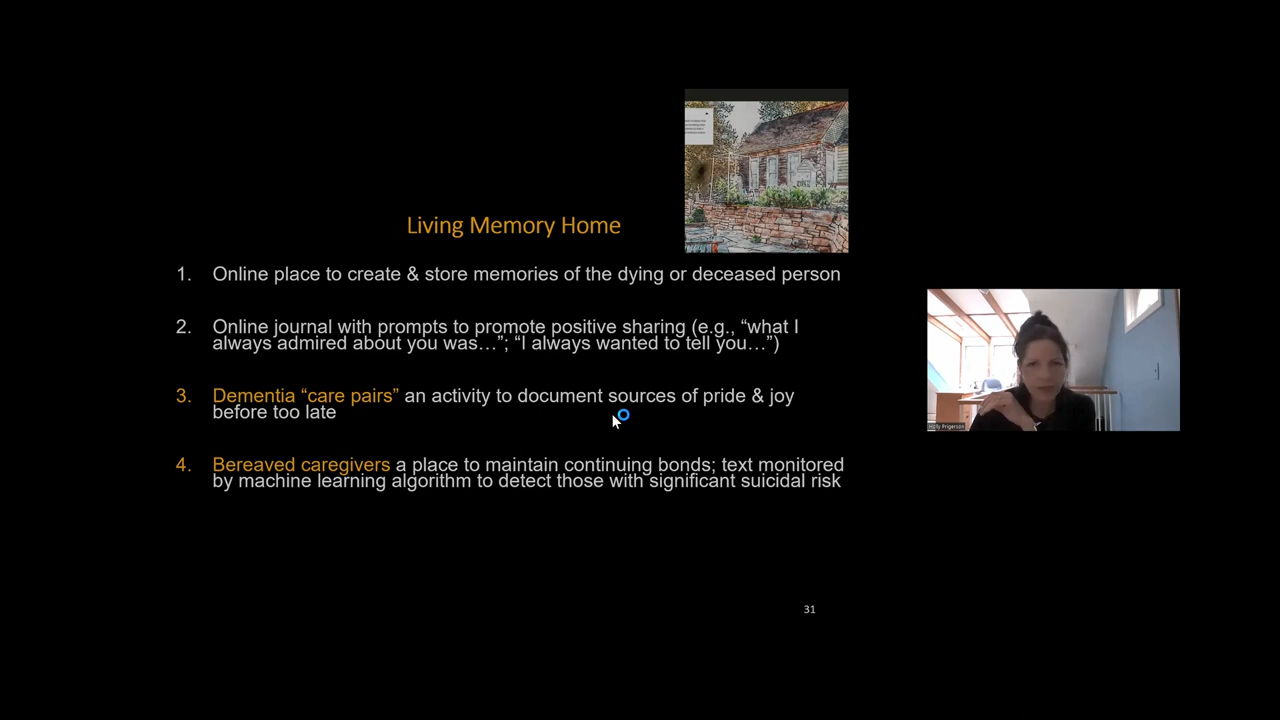 Living Memory Home
1. Online place to create & store memories of the dying or deceased person
2. Online journal with prompts to promote positive sharing (e.g., “what I
always admired about you was…”; “I always wanted to tell you…”)
3. Dementia “care pairs” an activity to document sources of pride & joy
before too late
4. Bereaved caregivers a place to maintain continuing bonds; text monitored
by machine learning algorithm to detect those with significant suicidal risk
Holly Prigerson
31